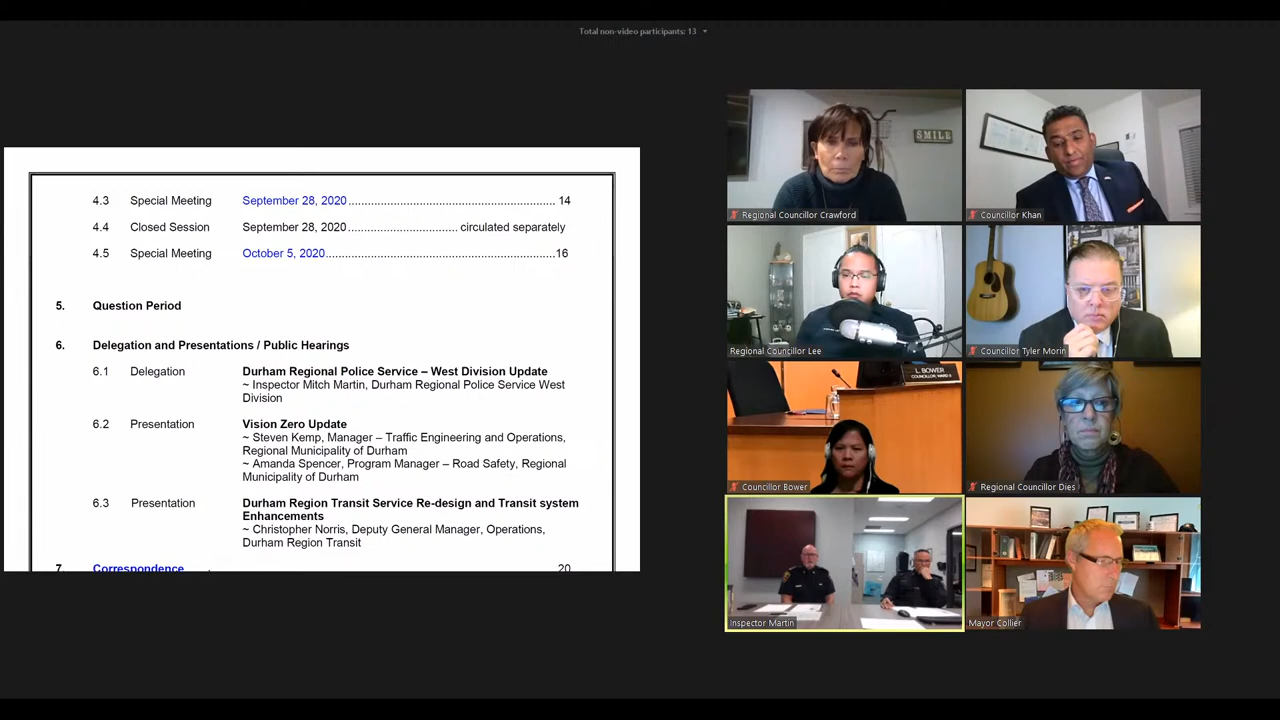 Total non-video participants: 13
4.3 Special Meeting September 28, 2020 14
4.4 Closed Session September 28, 2020 circulated separately
4.5 Special Meeting October 5, 2020 16
5. Question Period
6. Delegation and Presentations / Public Hearings
6.1 Delegation Durham Regional Police Service – West Division Update
~ Inspector Mitch Martin, Durham Regional Police Service West
Division
6.2 Presentation Vision Zero Update
~ Steven Kemp, Manager – Traffic Engineering and Operations,
Regional Municipality of Durham
~ Amanda Spencer, Program Manager – Road Safety, Regional
Municipality of Durham
6.3 Presentation Durham Region Transit Service Re-design and Transit system
Enhancements
~ Christopher Norris, Deputy General Manager, Operations,
Durham Region Transit
7. Correspondence 20
SMILE
Regional Councillor Crawford
Councillor Khan
Regional Councillor Lee
Councillor Tyler Morin
L. BOWER
Councillor Bower
Regional Councillor Dies
Inspector Martin
Mayor Collier